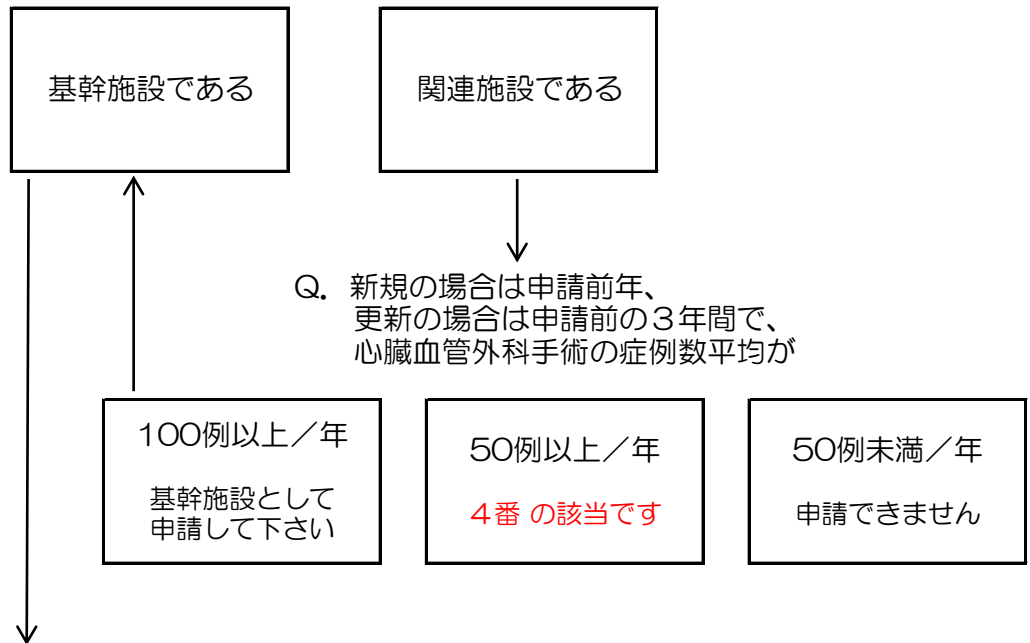 基幹施設である
関連施設である
Q. 新規の場合は申請前年、
更新の場合は申請前の３年間で、
心臓血管外科手術の症例数平均が
100例以上／年
基幹施設として
申請して下さい
50例以上／年
４番 の該当です
50例未満／年
申請できません